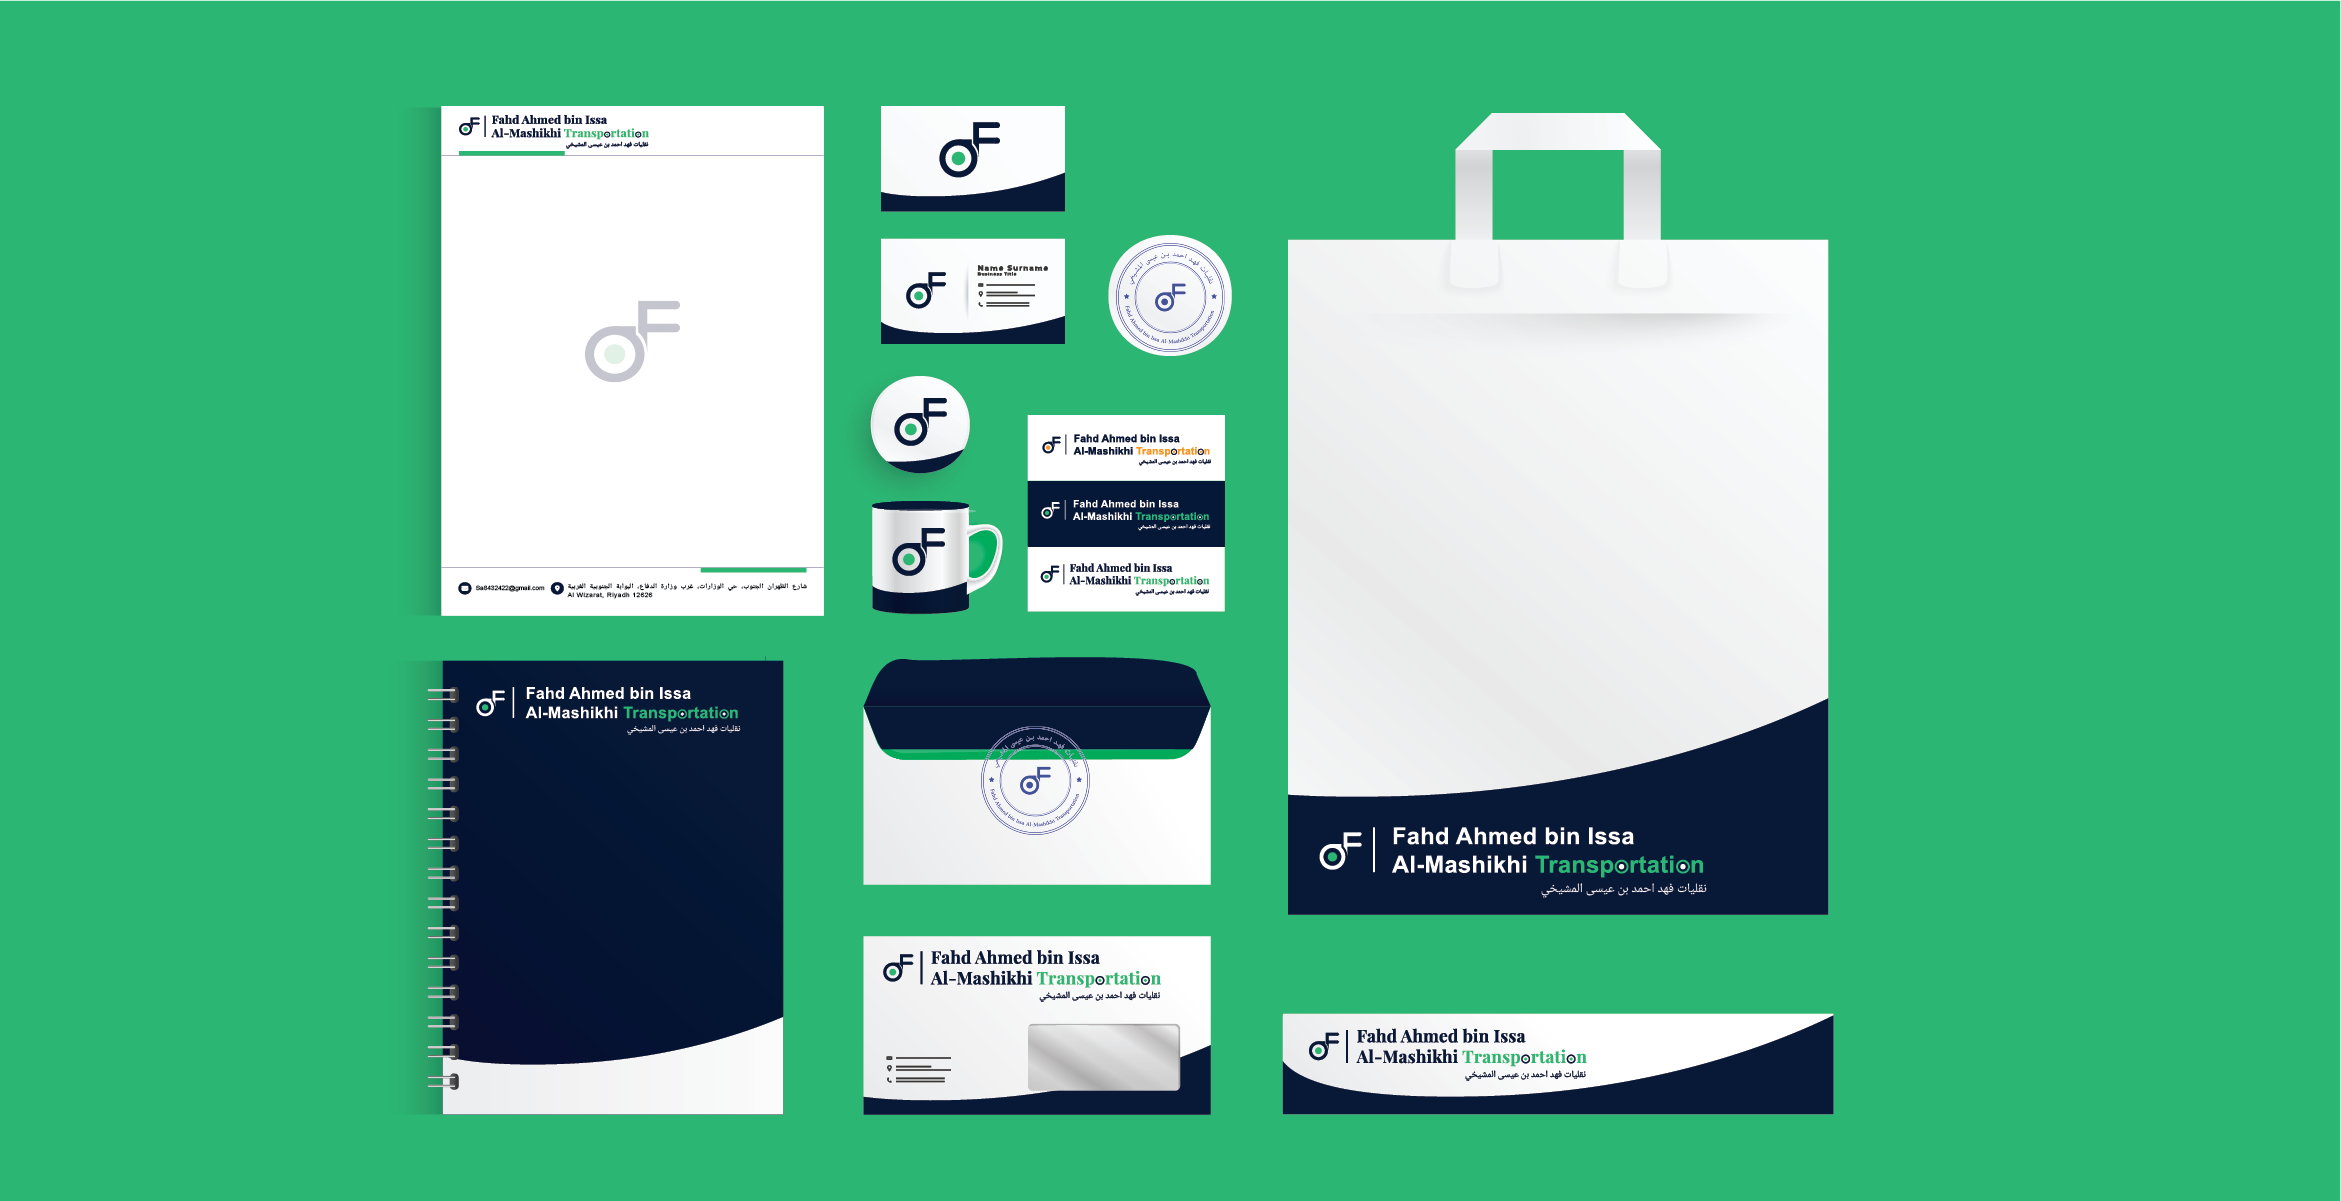 Fahd Ahmed bin Issa
Al-Mashikhi Transportation
نقليات فهد احمد بن عيسى المشيخي
Sa8432422@gmail.com
شارع الظهران الجنوب، حي الوزارات، غرب وزارة الدفاع، البوابة الجنوبية الغربية
Al Wizarat, Riyadh 12626
Name Surname
Business Title
نقليات فهد احمد بن عيسى المشيخي
Fahd Ahmed bin Issa Al-Mashikhi Transportation
Fahd Ahmed bin Issa
Al-Mashikhi Transportation
نقليات فهد احمد بن عيسى المشيخي
Fahd Ahmed bin Issa
Al-Mashikhi Transportation
نقليات فهد احمد بن عيسى المشيخي
Fahd Ahmed bin Issa
Al-Mashikhi Transportation
نقليات فهد احمد بن عيسى المشيخي
Fahd Ahmed bin Issa
Al-Mashikhi Transportation
نقليات فهد احمد بن عيسى المشيخي
نقليات فهد احمد بن عيسى المشيخي
Fahd Ahmed bin Issa Al-Mashikhi Transportation
Fahd Ahmed bin Issa
Al-Mashikhi Transportation
نقليات فهد احمد بن عيسى المشيخي
Fahd Ahmed bin Issa
Al-Mashikhi Transportation
نقليات فهد احمد بن عيسى المشيخي
Fahd Ahmed bin Issa
Al-Mashikhi Transportation
نقليات فهد احمد بن عيسى المشيخي